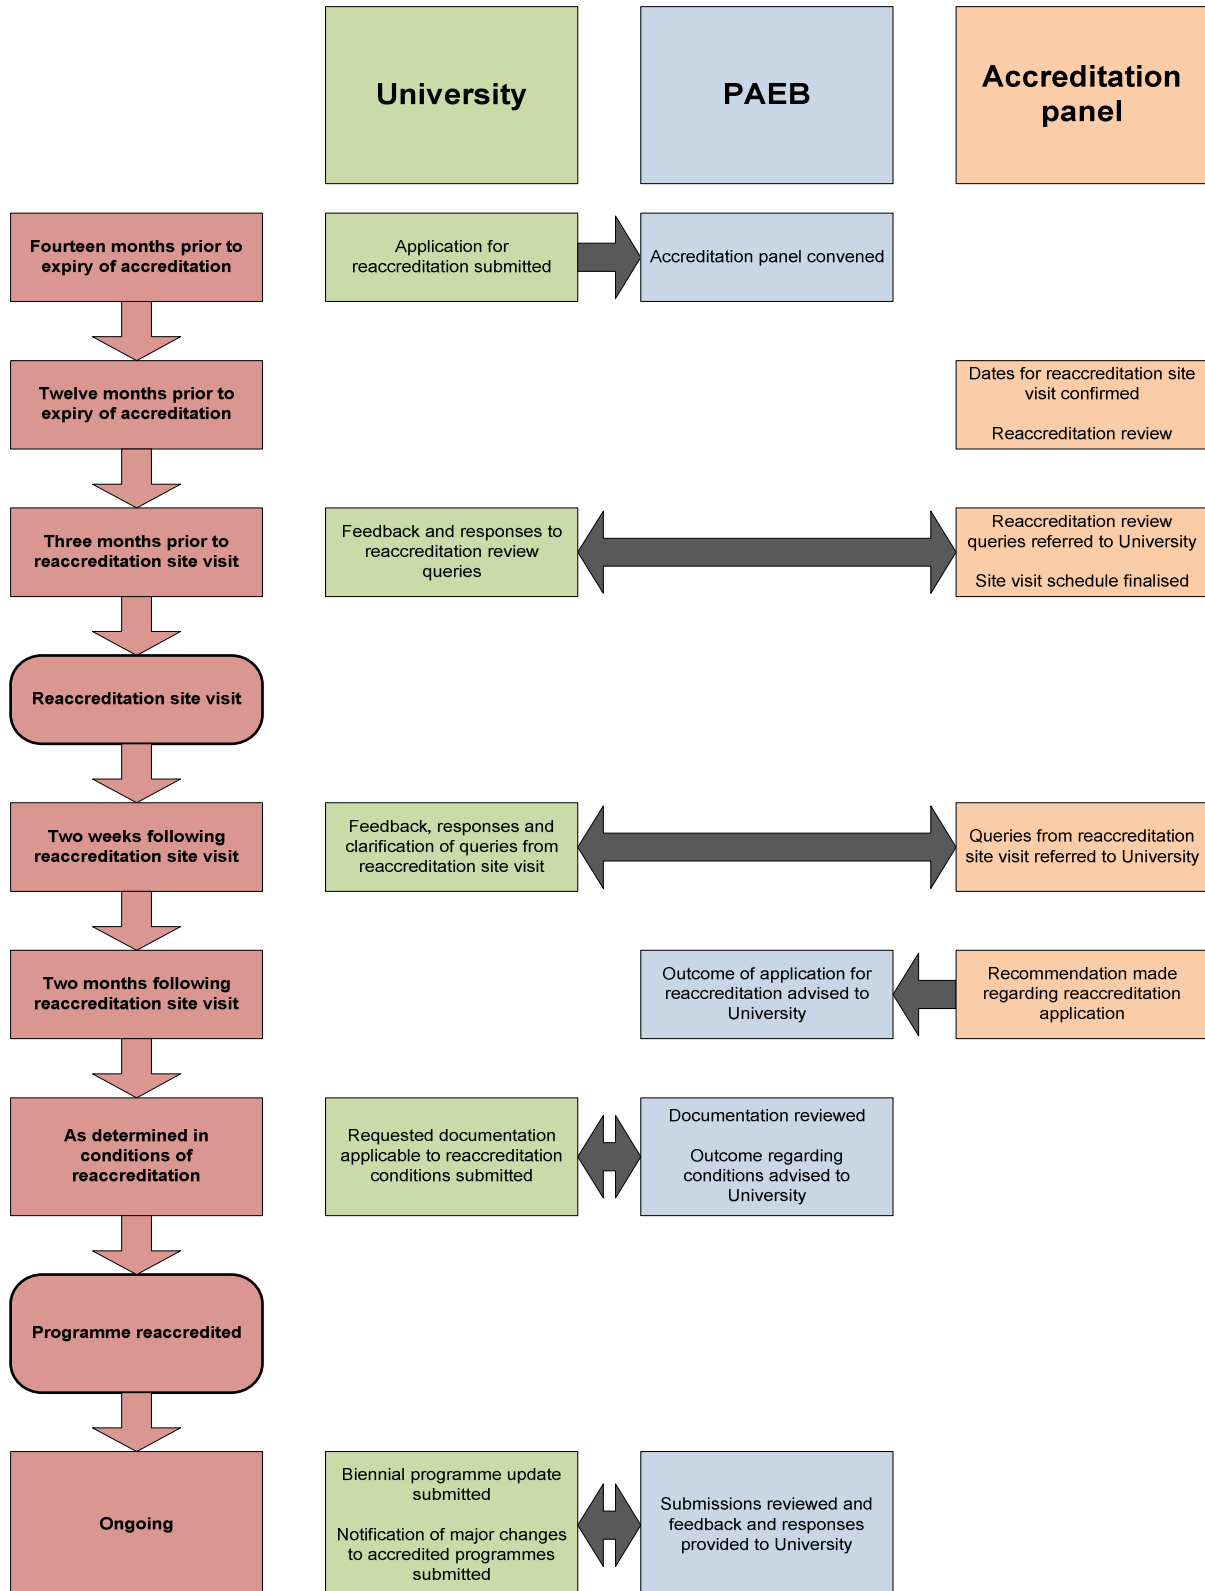 University
PAEB
Accreditation
panel
Fourteen months prior to
expiry of accreditation
Application for
reaccreditation submitted
Accreditation panel convened
Twelve months prior to
expiry of accreditation
Dates for reaccreditation site
visit confirmed
Reaccreditation review
Three months prior to
reaccreditation site visit
Feedback and responses to
reaccreditation review
queries
Reaccreditation review
queries referred to University
Site visit schedule finalised
Reaccreditation site visit
Two weeks following
reaccreditation site visit
Feedback, responses and
clarification of queries from
reaccreditation site visit
Queries from reaccreditation
site visit referred to University
Two months following
reaccreditation site visit
Outcome of application for
reaccreditation advised to
University
Recommendation made
regarding reaccreditation
application
As determined in
conditions of
reaccreditation
Requested documentation
applicable to reaccreditation
conditions submitted
Documentation reviewed
Outcome regarding
conditions advised to
University
Programme reaccredited
Ongoing
Biennial programme update
submitted
Notification of major changes
to accredited programmes
submitted
Submissions reviewed and
feedback and responses
provided to University